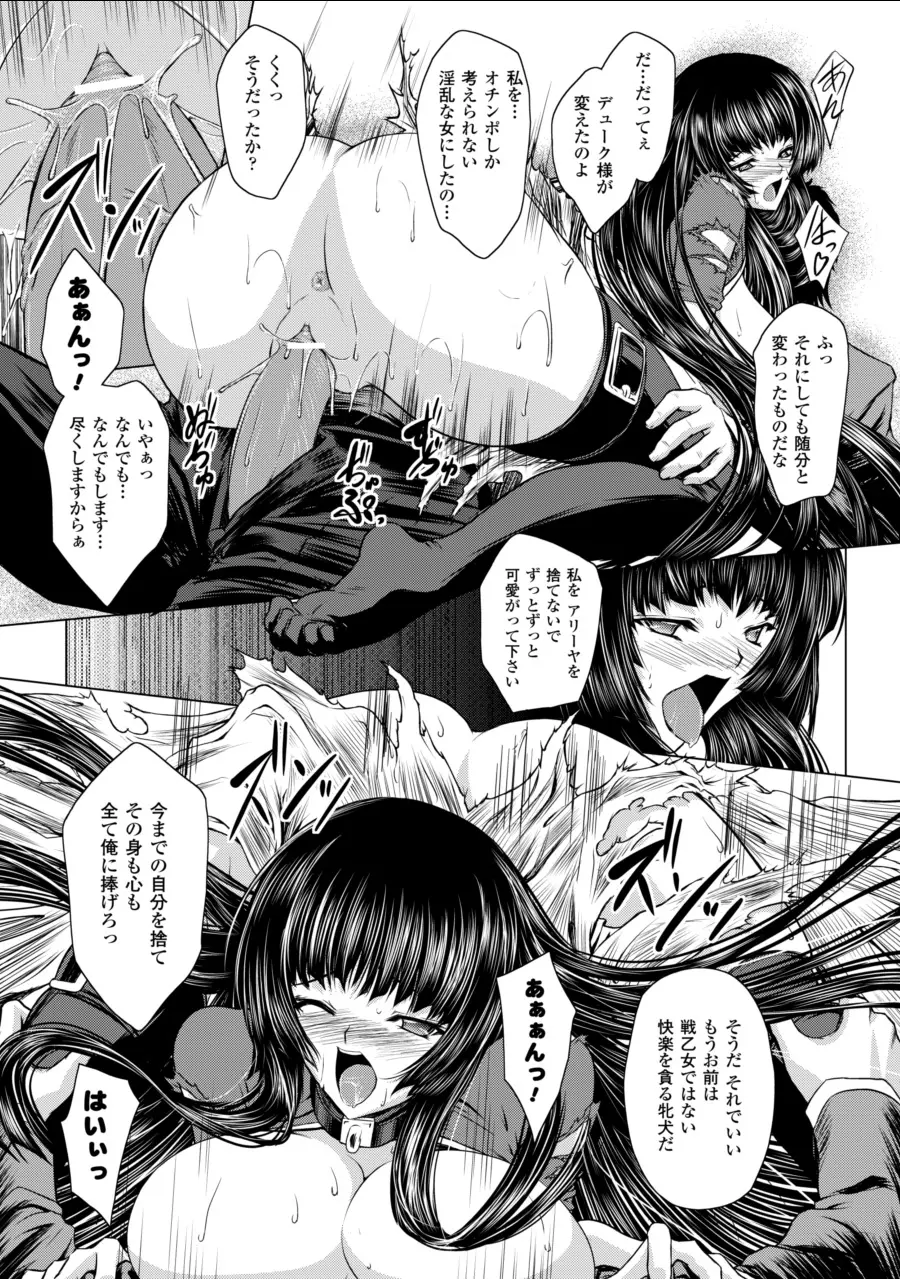 ふっ
それにしても随分と
変わったものだな
あん
はっ♡
だ…だってぇ
デューク様が
変えたのよ
私を…
オチンポしか
考えられない
淫乱な女にしたの…
くくっ
そうだったか?
ズンッ
あぁんっ!
いやぁっ
なんでも…
なんでもします…
尽くしますからぁ
ぬぢゅ
ぢゅぷっ
ぢゅ
私を アリーヤを
捨てないで
ずっとずっと
可愛がって下さい
そうだ それでいい
もうお前は
戦乙女ではない
快楽を貪る牝犬だ
あぁぁんっ!
今までの自分を捨て
その身も心も
全て俺に捧げろっ
はいぃっ